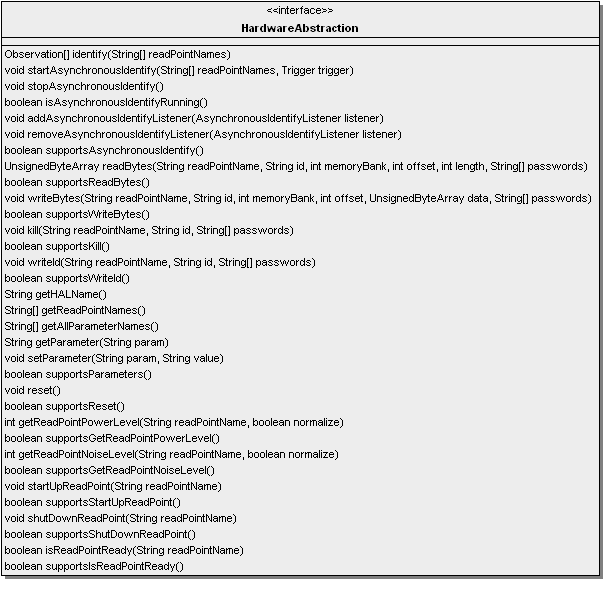 <<interface>>
HardwareAbstraction
Observation[] identify(String[] readPointNames)
void startAsynchronousIdentify(String[] readPointNames, Trigger trigger)
void stopAsynchronousIdentify()
boolean isAsynchronousIdentifyRunning()
void addAsynchronousIdentifyListener(AsynchronousIdentifyListener listener)
void removeAsynchronousIdentifyListener(AsynchronousIdentifyListener listener)
boolean supportsAsynchronousIdentify()
UnsignedByteArray readBytes(String readPointName, String id, int memoryBank, int offset, int length, String[] passwords)
boolean supportsReadBytes()
void writeBytes(String readPointName, String id, int memoryBank, int offset, UnsignedByteArray data, String[] passwords)
boolean supportsWriteBytes()
void kill(String readPointName, String id, String[] passwords)
boolean supportsKill()
void writeId(String readPointName, String id, String[] passwords)
boolean supportsWriteId()
String getHALName()
String[] getReadPointNames()
String[] getAllParameterNames()
String getParameter(String param)
void setParameter(String param, String value)
boolean supportsParameters()
void reset()
boolean supportsReset()
int getReadPointPowerLevel(String readPointName, boolean normalize)
boolean supportsGetReadPointPowerLevel()
int getReadPointNoiseLevel(String readPointName, boolean normalize)
boolean supportsGetReadPointNoiseLevel()
void startUpReadPoint(String readPointName)
boolean supportsStartUpReadPoint()
void shutDownReadPoint(String readPointName)
boolean supportsShutDownReadPoint()
boolean isReadPointReady(String readPointName)
boolean supportsIsReadPointReady()